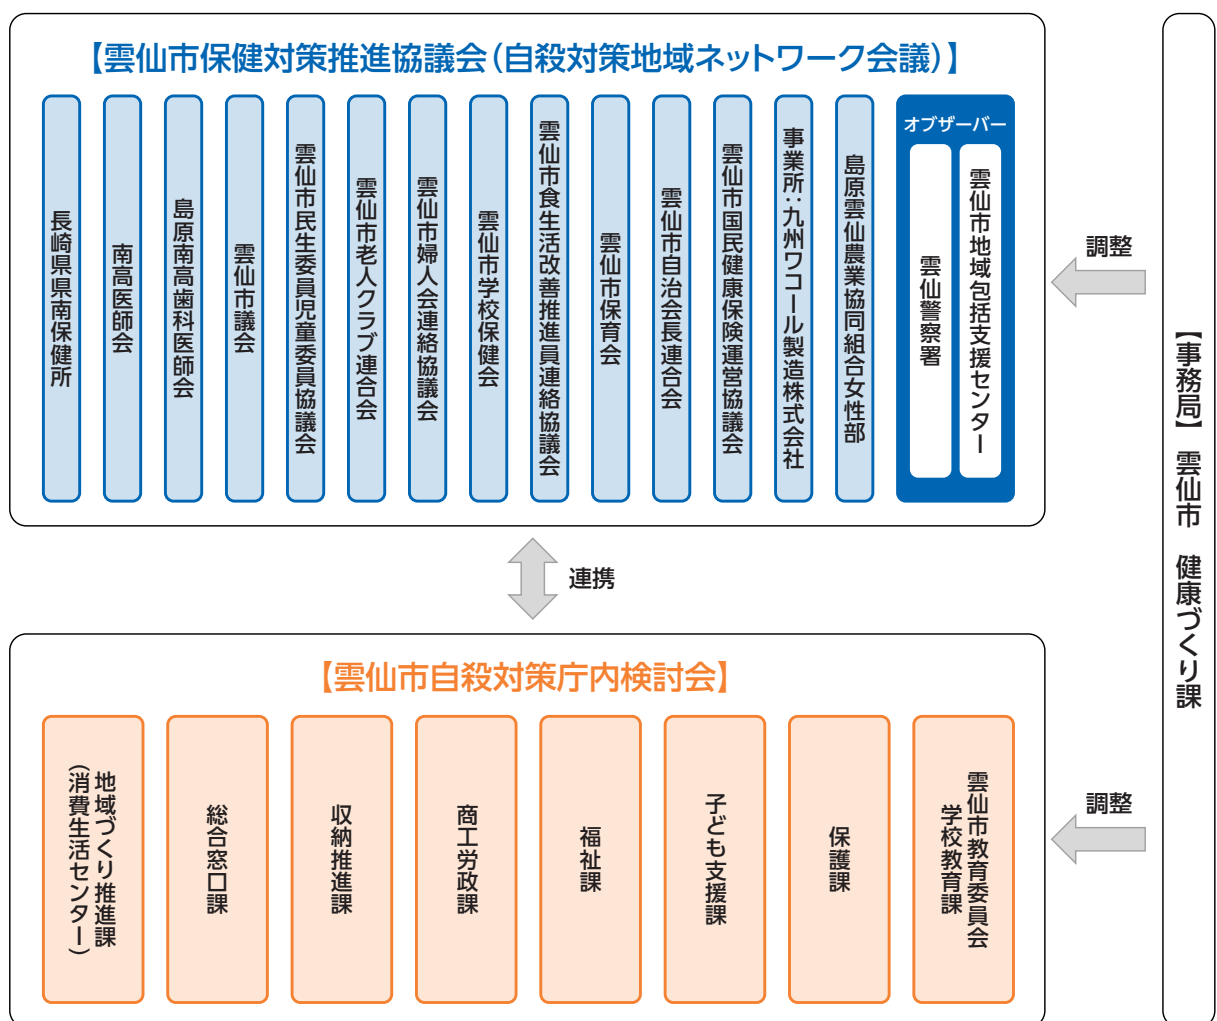 【雲仙市保健対策推進協議会（自殺対策地域ネットワーク会議）】
長崎県県南保健所
南高医師会
島原南高歯科医師会
雲仙市議会
雲仙市民生委員児童委員協議会
雲仙市老人クラブ連合会
雲仙市婦人会連絡協議会
雲仙市学校保健会
雲仙市食生活改善推進員連絡協議会
雲仙市保育会
雲仙市自治会長連合会
雲仙市国民健康保険運営協議会
事業所：九州ワコール製造株式会社
島原雲仙農業協同組合女性部
オブザーバー
雲仙警察署
雲仙市地域包括支援センター
調整
【事務局】 雲仙市 健康づくり課
連携
【雲仙市自殺対策庁内検討会】
地域づくり推進課
（消費生活センター）
総合窓口課
収納推進課
商工労政課
福祉課
子ども支援課
保護課
雲仙市教育委員会
学校教育課
調整